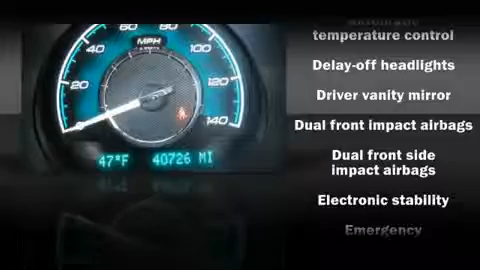 automatic
temperature control
Delay-off headlights
Driver vanity mirror
Dual front impact airbags
Dual front side
impact airbags
Electronic stability
Emergency
20
40
60
80
100
120
140
MPH
47°F 40726 MI